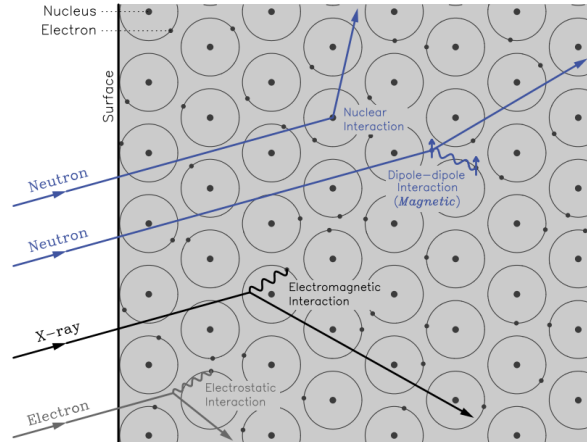 Nucleus
Electron
Surface
Nuclear
Interaction
Neutron
Dipole–dipole
Interaction
(Magnetic)
Neutron
Electromagnetic
Interaction
X–ray
Electrostatic
Interaction
Electron